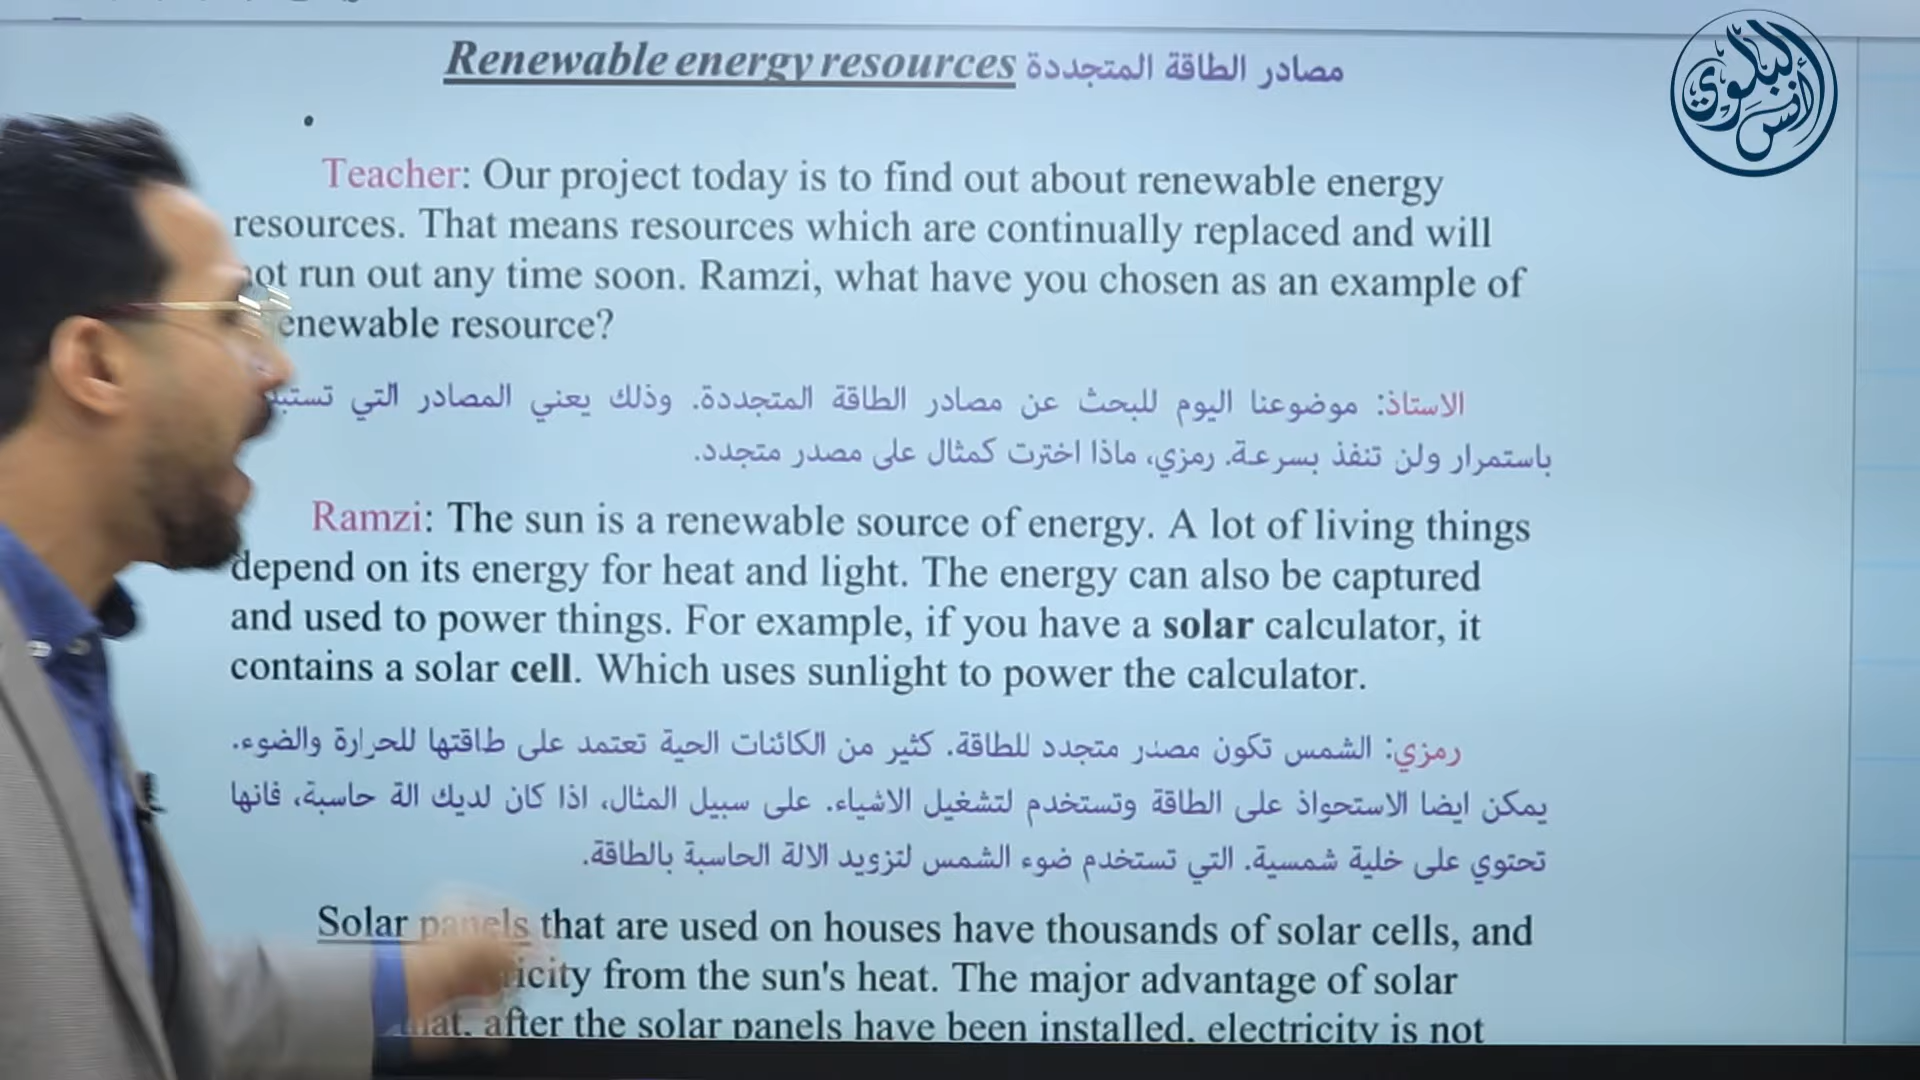 Renewable energy resources مصادر الطاقة المتجددة
أنس البكوي
Teacher: Our project today is to find out about renewable energy
resources. That means resources which are continually replaced and will
run out any time soon. Ramzi, what have you chosen as an example of
resource?
الاستاذ: موضوعنا اليوم للبحث عن مصادر الطاقة المتجددة. وذلك يعني المصادر التي
باستمرار ولن تنفذ بسرعة. رمزي، ماذا اخترت كمثال على مصدر متجدد.
Ramzi: The sun is a renewable source of energy. A lot of living things
depend on its energy for heat and light. The energy can also be captured
and used to power things. For example, if you have a solar calculator, it
contains a solar cell. Which uses sunlight to power the calculator.
رمزي: الشمس تكون مصدر متجدد للطاقة. كثير من الكائنات الحية تعتمد على طاقتها للحرارة والضوء.
يمكن ايضا الاستحواذ على الطاقة وتستخدم لتشغيل الاشياء. على سبيل المثال، اذا كان لديك الة حاسبة، فانها
تحتوي على خلية شمسية. التي تستخدم ضوء الشمس لتزويد الالة الحاسبة بالطاقة.
Solar panels that are used on houses have thousands of solar cells, and
from the sun's heat. The major advantage of solar
after the solar panels have been installed, electricity is not